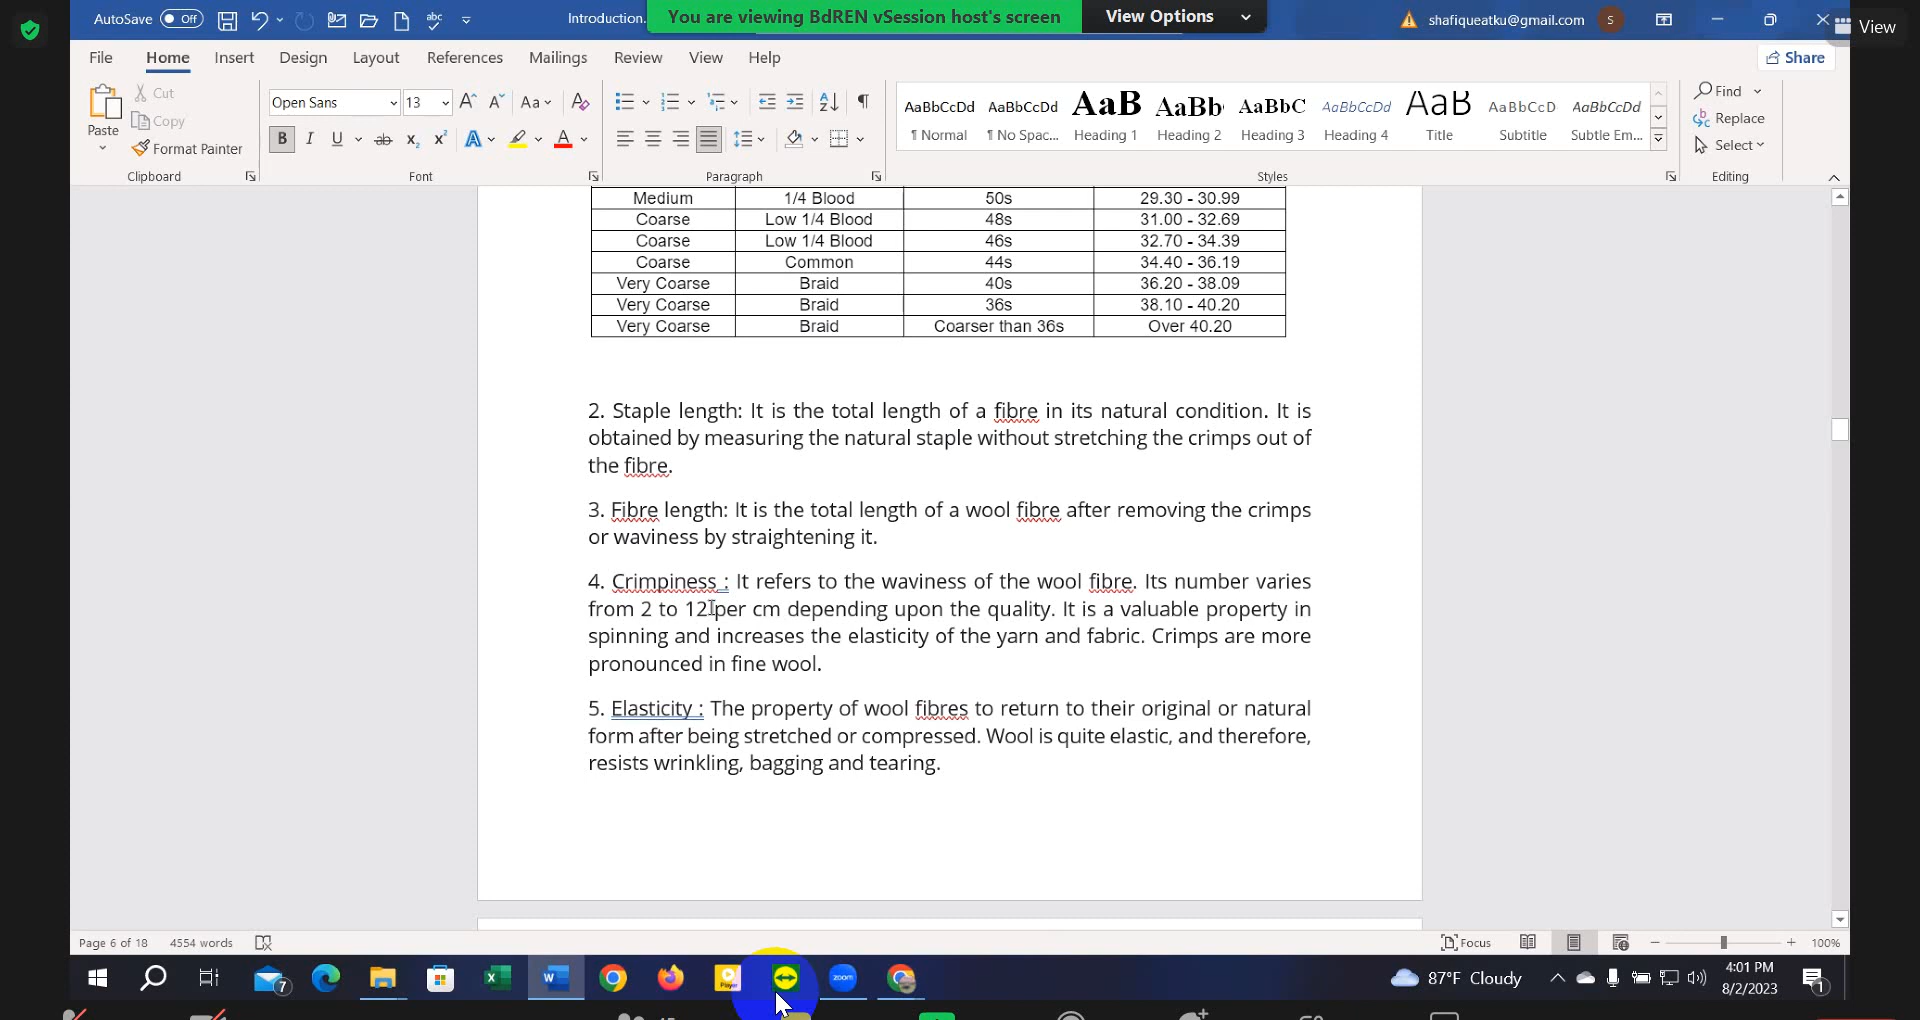 AutoSave Off
Introduction.
You are viewing BdREN vSession host's screen
View Options
shafiqueatku@gmail.com
S
View
File Home Insert Design Layout References Mailings Review View Help
Share
Paste
Cut
Copy
Format Painter
Clipboard
Open Sans 13
Aa
B I U ab x₂ x² A A
Font
Paragraph
AaBbCcDd AaBbCcDd AaB AaBb AaBbC AaBbCcDd AaB AaBbCcD AaBbCcDd
¶ Normal ¶ No Spac... Heading 1 Heading 2 Heading 3 Heading 4 Title Subtitle Subtle Em...
Styles
Find
Replace
Select
Editing
Medium 1/4 Blood 50s 29.30 - 30.99
Coarse Low 1/4 Blood 48s 31.00 - 32.69
Coarse Low 1/4 Blood 46s 32.70 - 34.39
Coarse Common 44s 34.40 - 36.19
Very Coarse Braid 40s 36.20 - 38.09
Very Coarse Braid 36s 38.10 - 40.20
Very Coarse Braid Coarser than 36s Over 40.20
2. Staple length: It is the total length of a fibre in its natural condition. It is
obtained by measuring the natural staple without stretching the crimps out of
the fibre.
3. Fibre length: It is the total length of a wool fibre after removing the crimps
or waviness by straightening it.
4. Crimpiness : It refers to the waviness of the wool fibre. Its number varies
from 2 to 12 per cm depending upon the quality. It is a valuable property in
spinning and increases the elasticity of the yarn and fabric. Crimps are more
pronounced in fine wool.
5. Elasticity : The property of wool fibres to return to their original or natural
form after being stretched or compressed. Wool is quite elastic, and therefore,
resists wrinkling, bagging and tearing.
Page 6 of 18 4554 words
Focus
100%
7
Player
zoom
87°F Cloudy
4:01 PM
8/2/2023
1